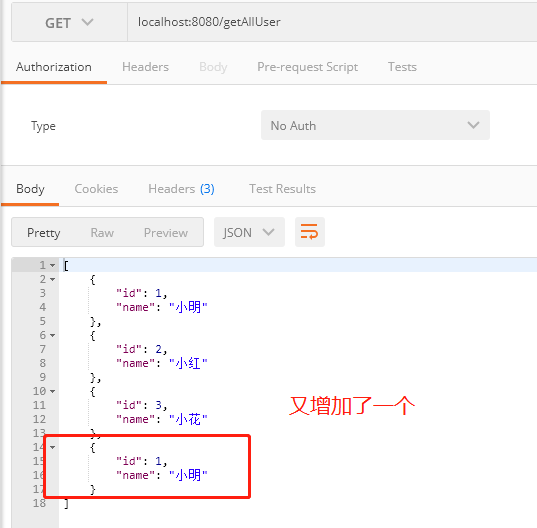 GET localhost:8080/getAllUser
Authorization Headers Body Pre-request Script Tests
Type No Auth
Body Cookies Headers (3) Test Results
Pretty Raw Preview JSON
1 [
2 {
3 "id": 1,
4 "name": "小明"
5 },
6 {
7 "id": 2,
8 "name": "小红"
9 },
10 {
11 "id": 3,
12 "name": "小花"
又增加了一个
13 },
14 {
15 "id": 1,
16 "name": "小明"
17 }
18 ]